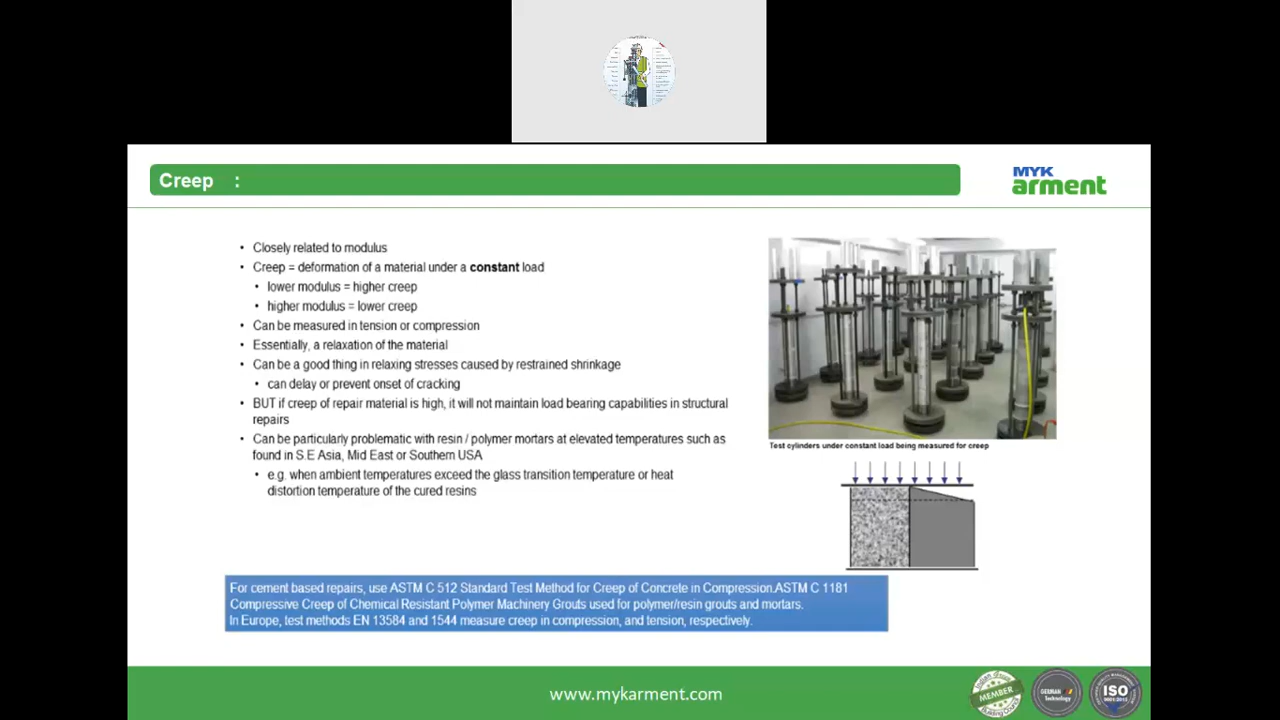 Creep :
MYK
arment
• Closely related to modulus
• Creep = deformation of a material under a constant load
• lower modulus = higher creep
• higher modulus = lower creep
• Can be measured in tension or compression
• Essentially, a relaxation of the material
• Can be a good thing in relaxing stresses caused by restrained shrinkage
• can delay or prevent onset of cracking
• BUT if creep of repair material is high, it will not maintain load bearing capabilities in structural
repairs
• Can be particularly problematic with resin / polymer mortars at elevated temperatures such as
found in S.E Asia, Mid East or Southern USA
• e.g. when ambient temperatures exceed the glass transition temperature or heat
distortion temperature of the cured resins
Test cylinders under constant load being measured for creep
For cement based repairs, use ASTM C 512 Standard Test Method for Creep of Concrete in Compression.ASTM C 1181
Compressive Creep of Chemical Resistant Polymer Machinery Grouts used for polymer/resin grouts and mortars.
In Europe, test methods EN 13584 and 1544 measure creep in compression, and tension, respectively.
www.mykarment.com
MEMBER
GERMAN
Technology
ISO